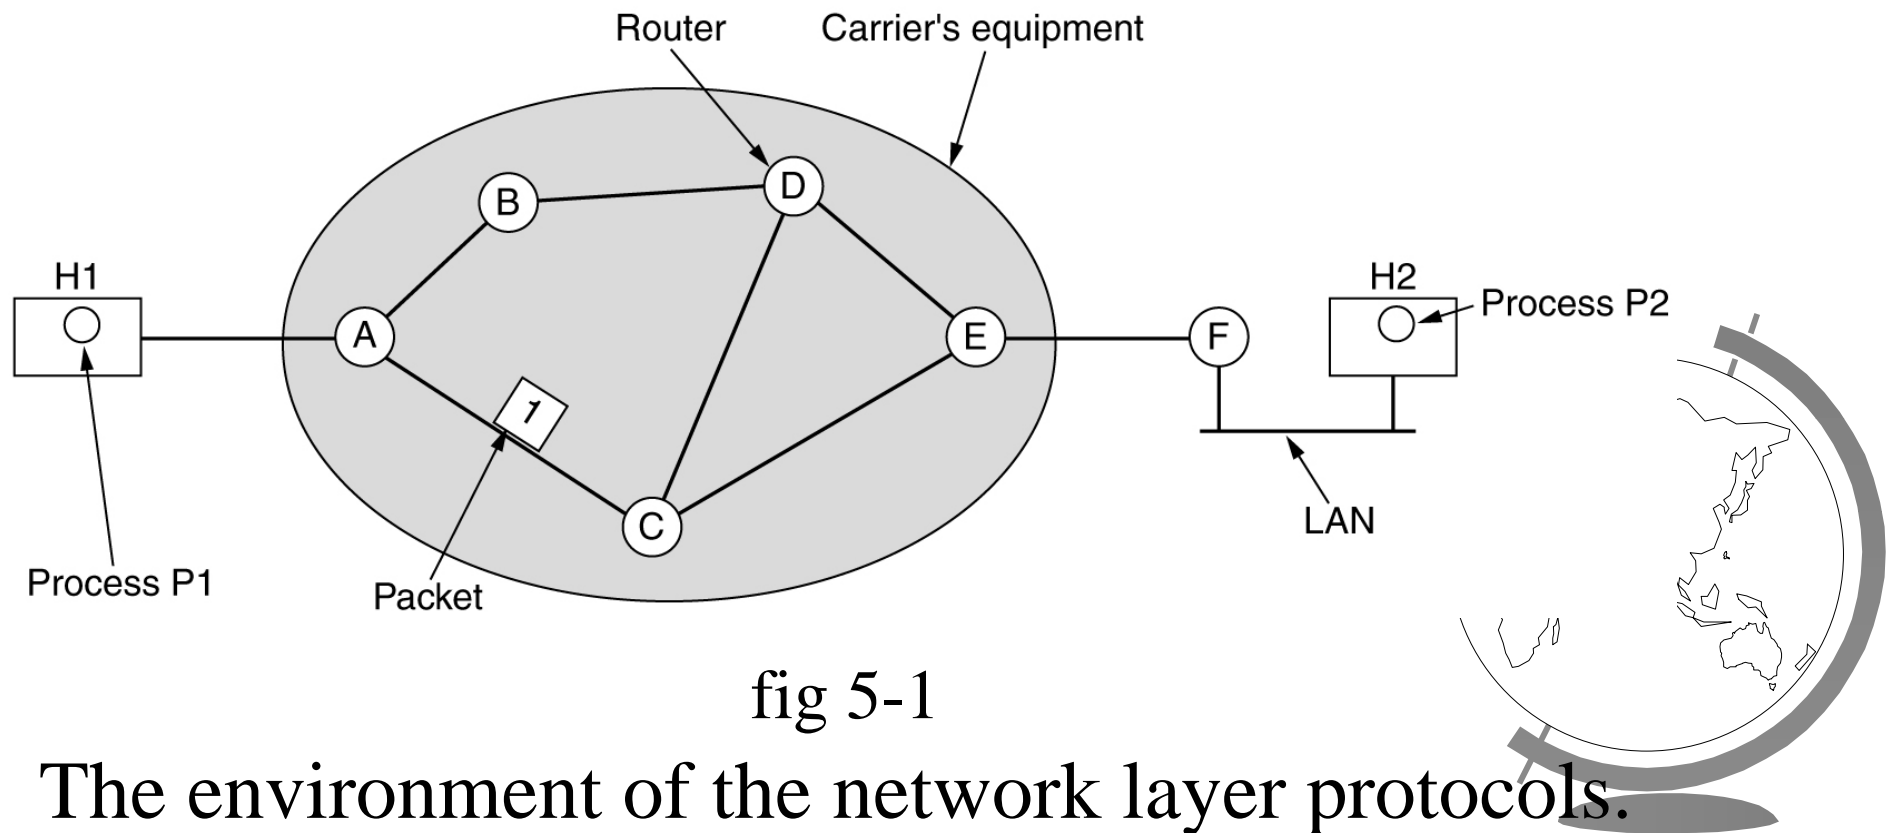 Router
Carrier's equipment
B
D
H1
A
E
F
H2
Process P2
1
C
LAN
Process P1
Packet
fig 5-1
The environment of the network layer protocols.